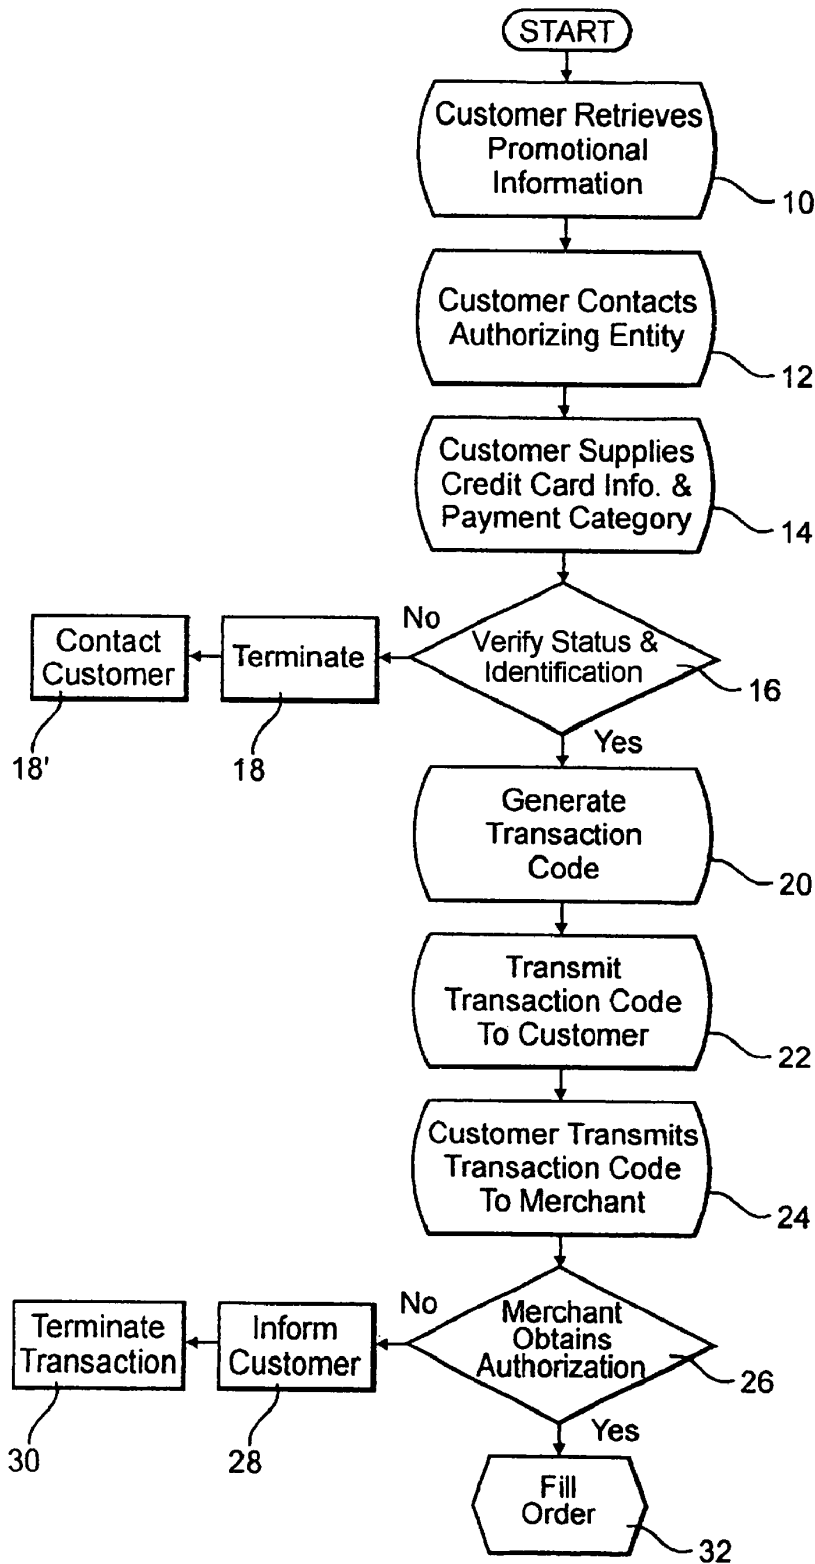 START
Customer Retrieves
Promotional
Information
10
Customer Contacts
Authorizing Entity
12
Customer Supplies
Credit Card Info. &
Payment Category
14
No
Verify Status &
Identification
16
Terminate
18
Contact
Customer
18'
Yes
Generate
Transaction
Code
20
Transmit
Transaction Code
To Customer
22
Customer Transmits
Transaction Code
To Merchant
24
No
Merchant
Obtains
Authorization
26
Inform
Customer
28
Terminate
Transaction
30
Yes
Fill
Order
32